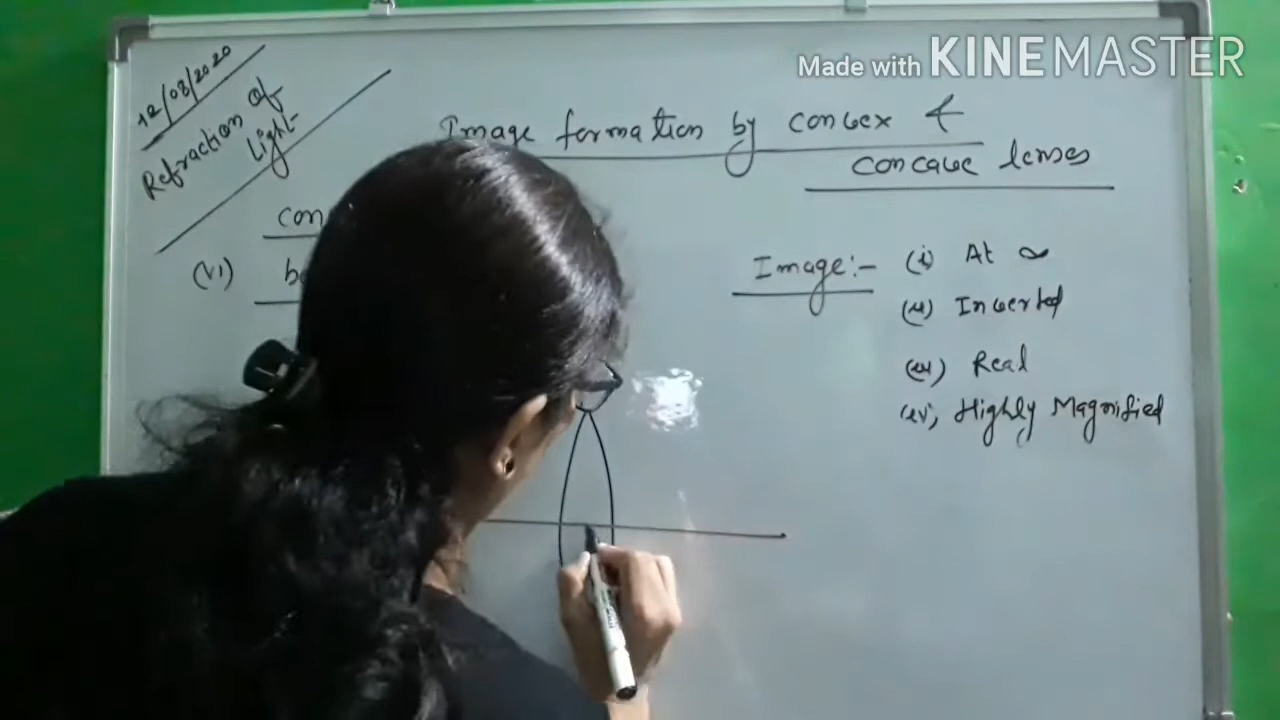 Made with KINEMASTER
12/08/2020
Refraction of
Light
Image formation by convex &
concave lenses
con
(vi) be
Image:- (i) At ∞
(ii) Inverted
(iii) Real
(iv) Highly Magnified